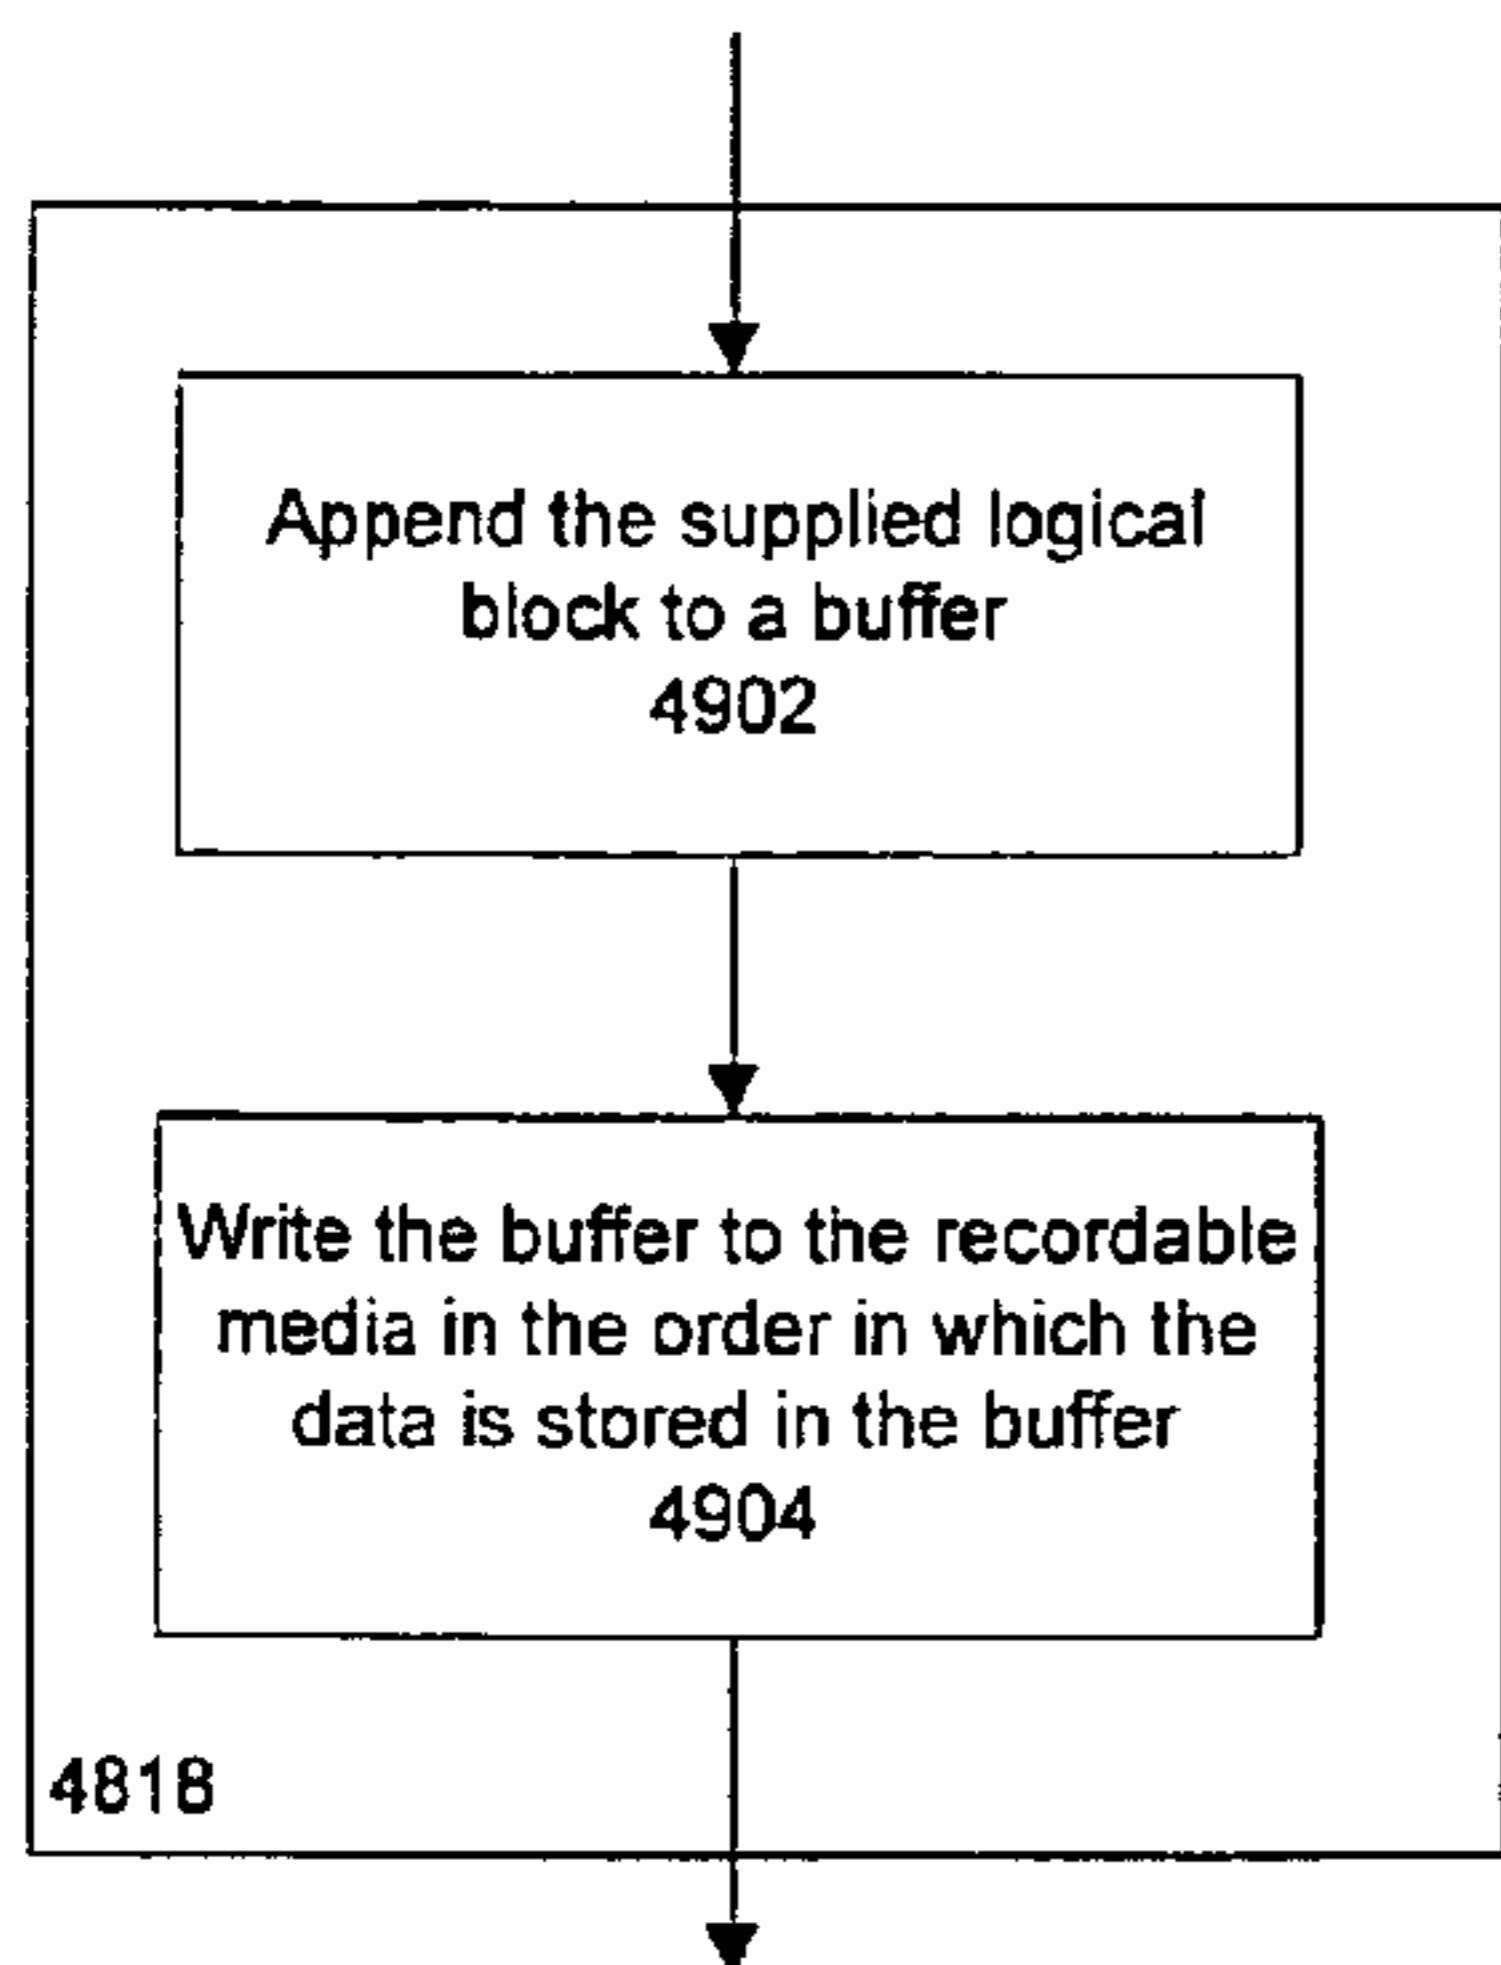 Append the supplied logical
block to a buffer
4902
Write the buffer to the recordable
media in the order in which the
data is stored in the buffer
4904
4818